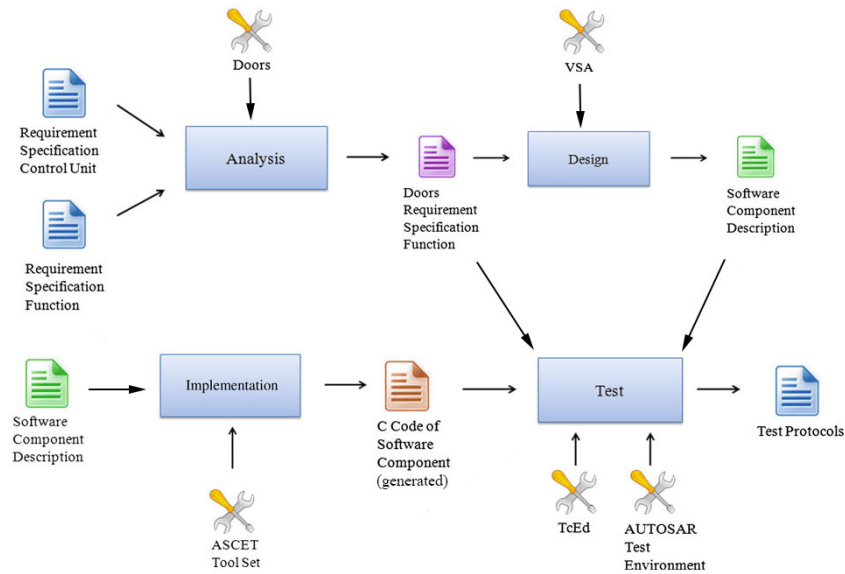 Doors
VSA
Requirement
Specification
Control Unit
Analysis
Doors
Requirement
Specification
Function
Design
Software
Component
Description
Requirement
Specification
Function
Software
Component
Description
Implementation
C Code of
Software
Component
(generated)
Test
Test Protocols
ASCET
Tool Set
TcEd
AUTOSAR
Test
Environment